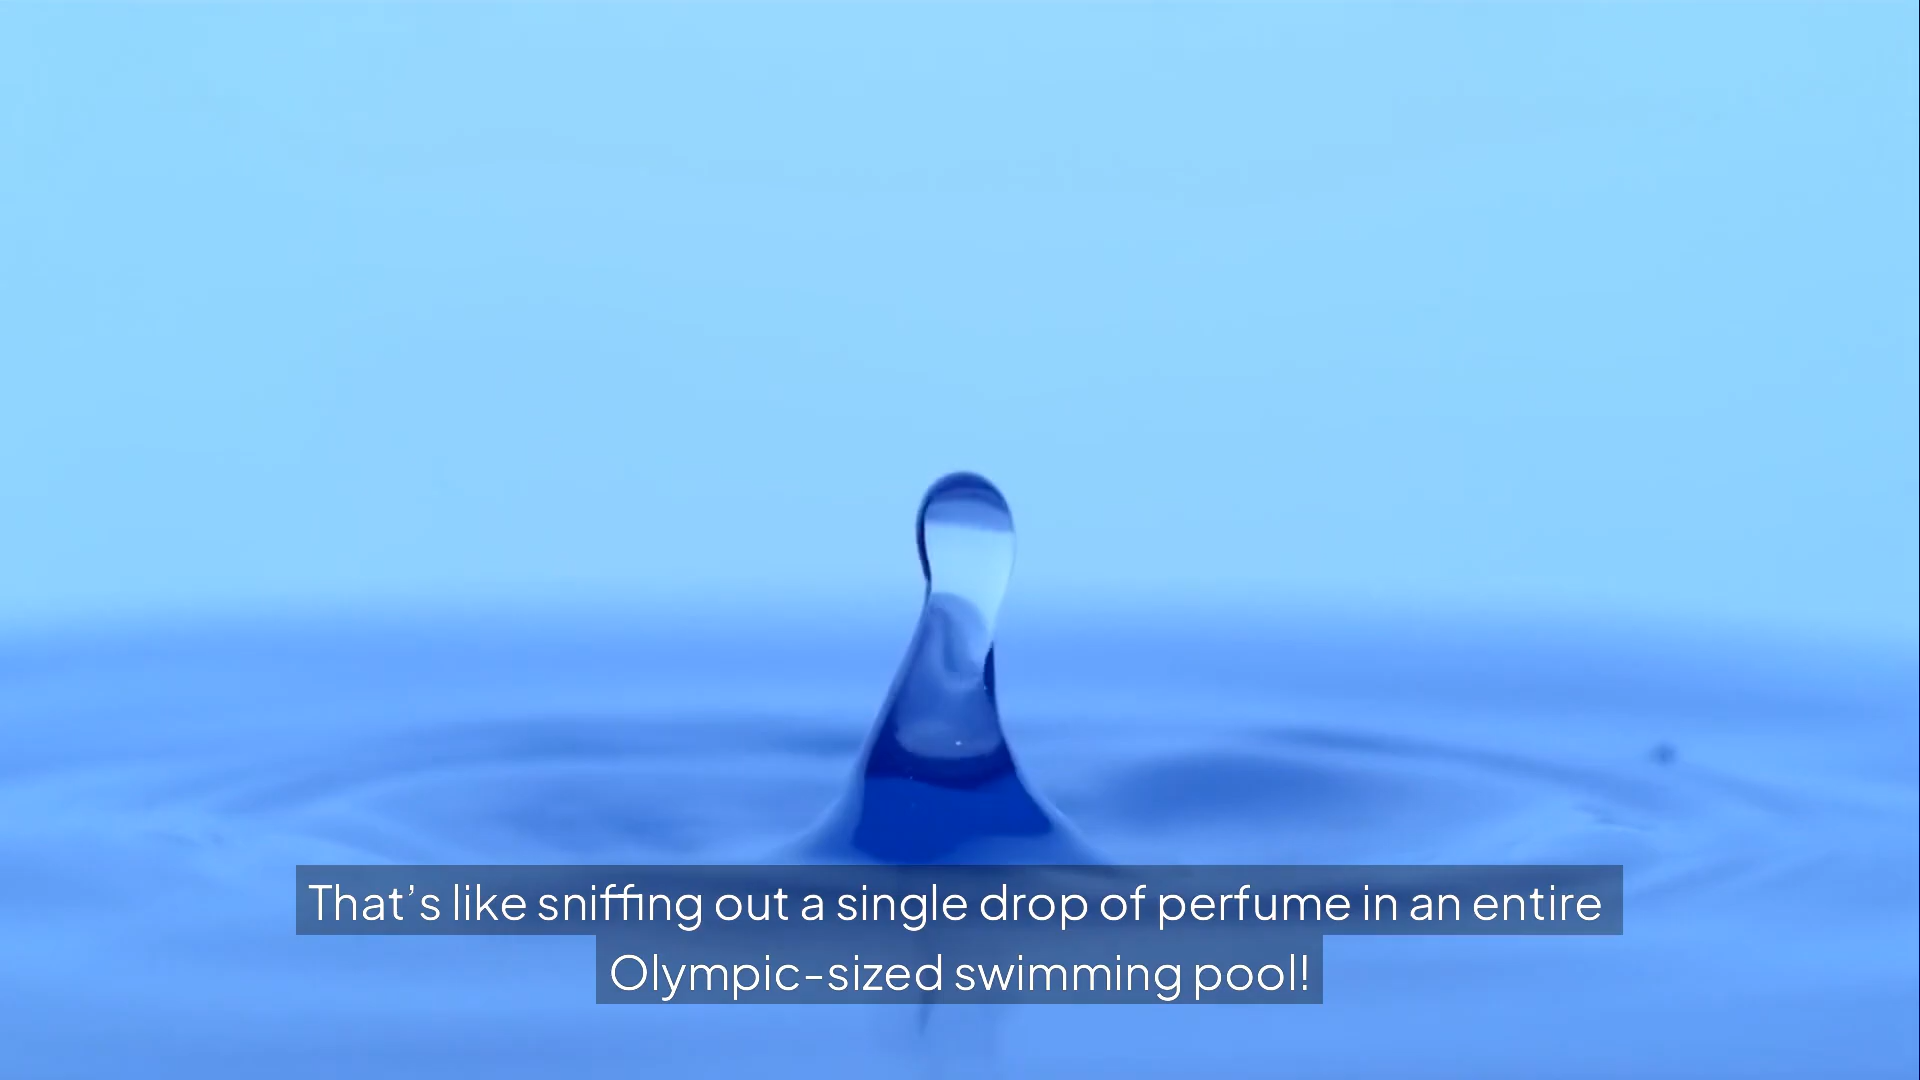 That’s like sniffing out a single drop of perfume in an entire
Olympic-sized swimming pool!